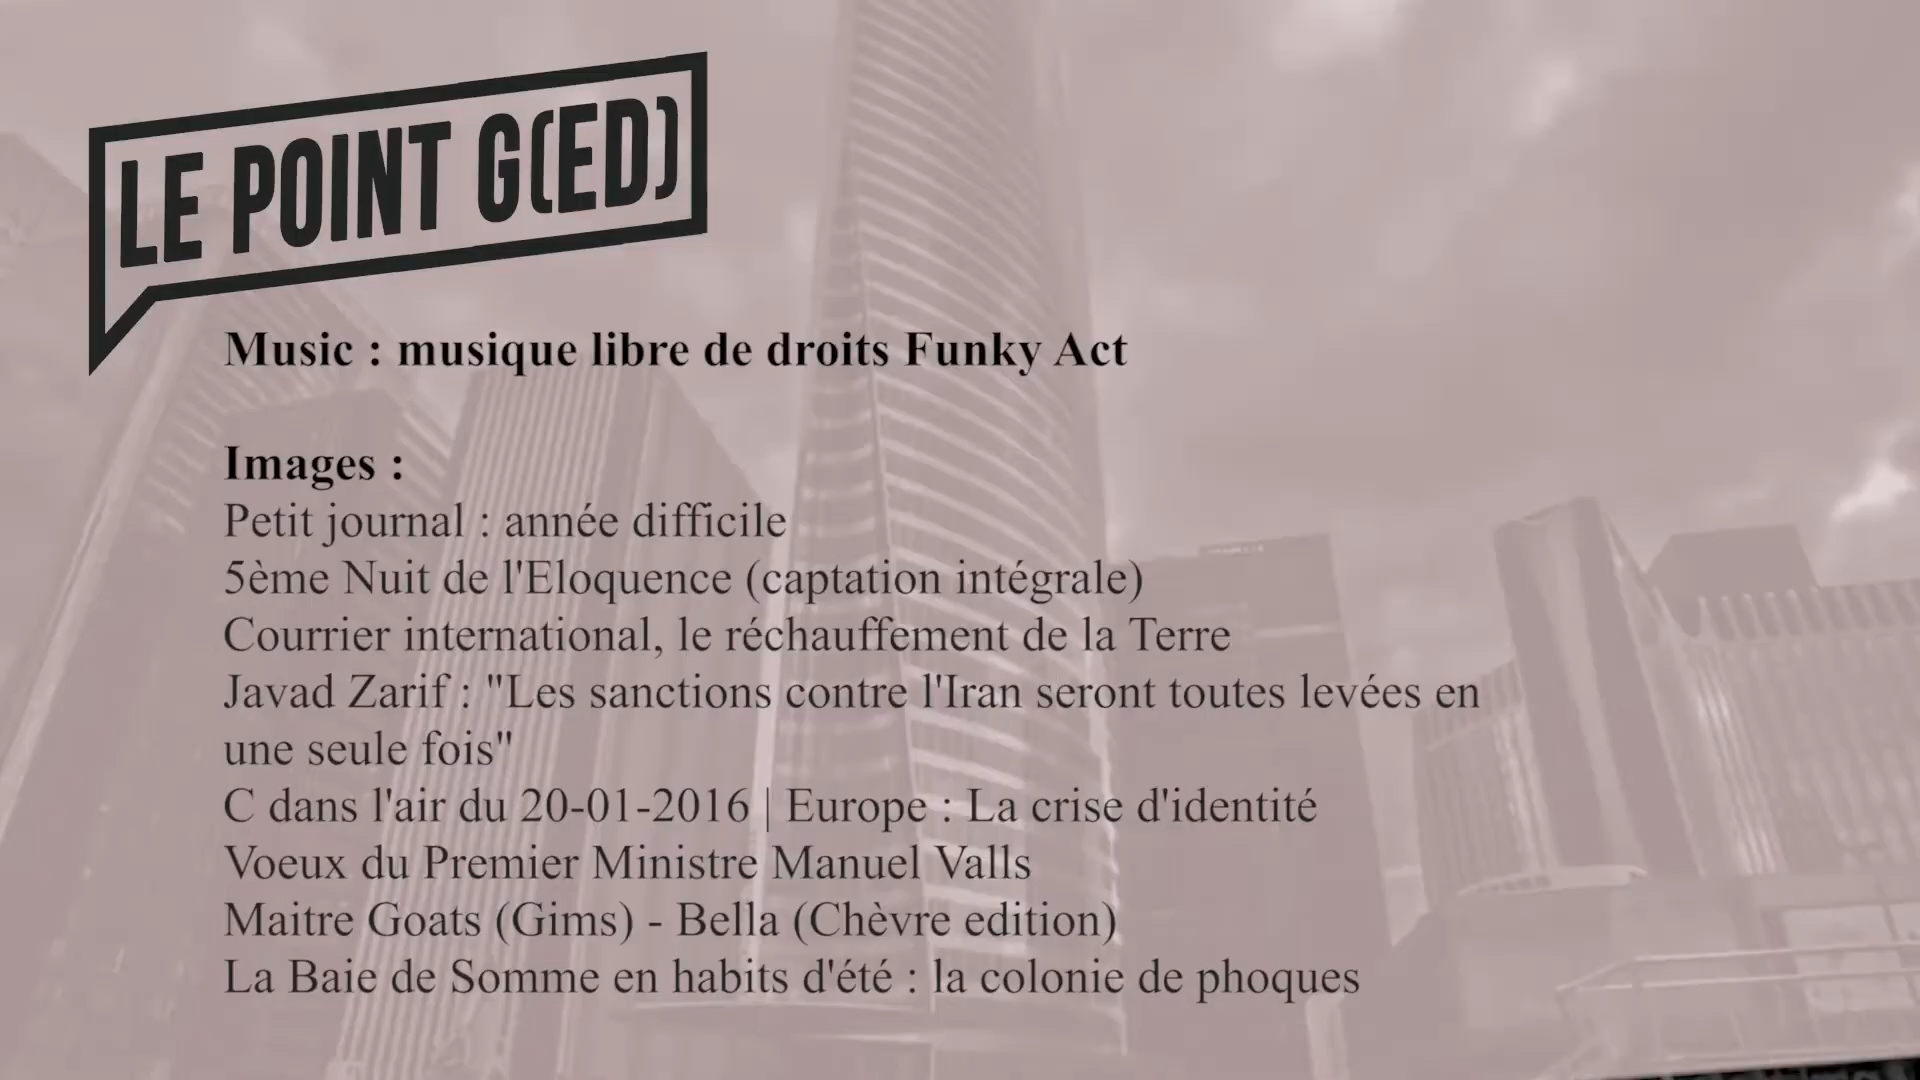 LE POINT G(ED)
Music : musique libre de droits Funky Act
Images :
Petit journal : année difficile
5ème Nuit de l'Eloquence (captation intégrale)
Courrier international, le réchauffement de la Terre
Javad Zarif : "Les sanctions contre l'Iran seront toutes levées en
une seule fois"
C dans l'air du 20-01-2016 | Europe : La crise d'identité
Voeux du Premier Ministre Manuel Valls
Maitre Goats (Gims) - Bella (Chèvre edition)
La Baie de Somme en habits d'été : la colonie de phoques